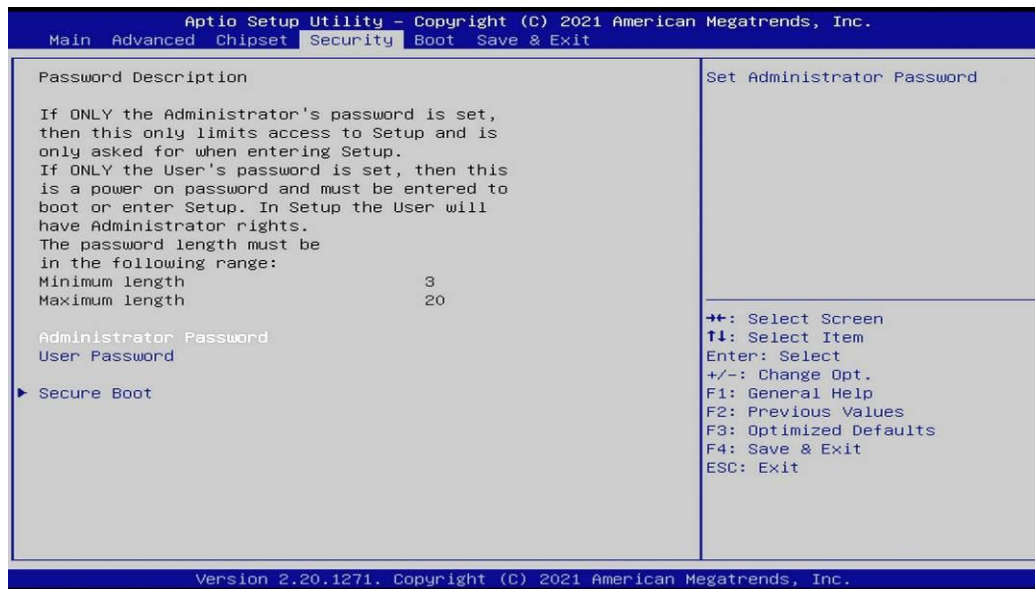 Aptio Setup Utility – Copyright (C) 2021 American Megatrends, Inc.
Main Advanced Chipset Security Boot Save & Exit
Password Description
If ONLY the Administrator's password is set,
then this only limits access to Setup and is
only asked for when entering Setup.
If ONLY the User's password is set, then this
is a power on password and must be entered to
boot or enter Setup. In Setup the User will
have Administrator rights.
The password length must be
in the following range:
Minimum length 3
Maximum length 20
Administrator Password
User Password
Secure Boot
Set Administrator Password
→←: Select Screen
↑↓: Select Item
Enter: Select
+/-: Change Opt.
F1: General Help
F2: Previous Values
F3: Optimized Defaults
F4: Save & Exit
ESC: Exit
Version 2.20.1271. Copyright (C) 2021 American Megatrends, Inc.